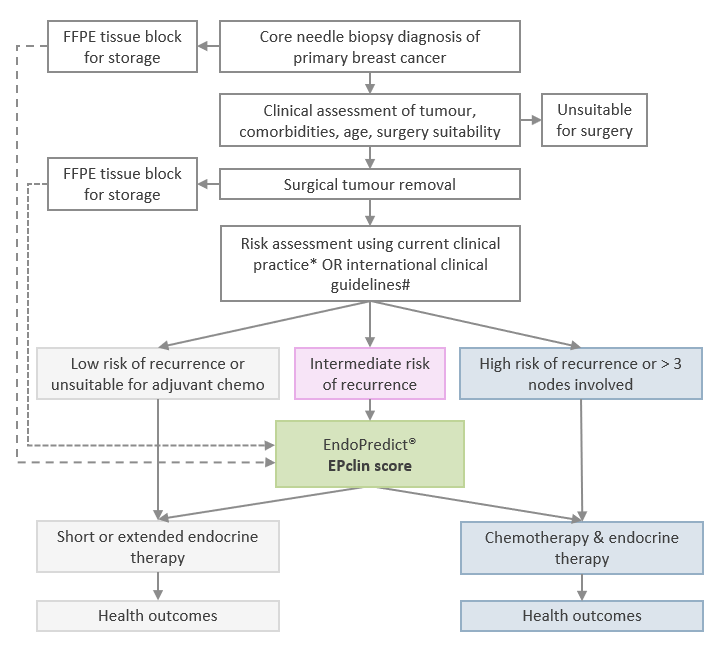 FFPE tissue block
for storage
Core needle biopsy diagnosis of
primary breast cancer
Clinical assessment of tumour,
comorbidities, age, surgery suitability
Unsuitable
for surgery
FFPE tissue block
for storage
Surgical tumour removal
Risk assessment using current clinical
practice* OR international clinical
guidelines#
Low risk of recurrence or
unsuitable for adjuvant chemo
Intermediate risk
of recurrence
High risk of recurrence or > 3
nodes involved
EndoPredict®
EPclin score
Short or extended endocrine
therapy
Chemotherapy & endocrine
therapy
Health outcomes
Health outcomes